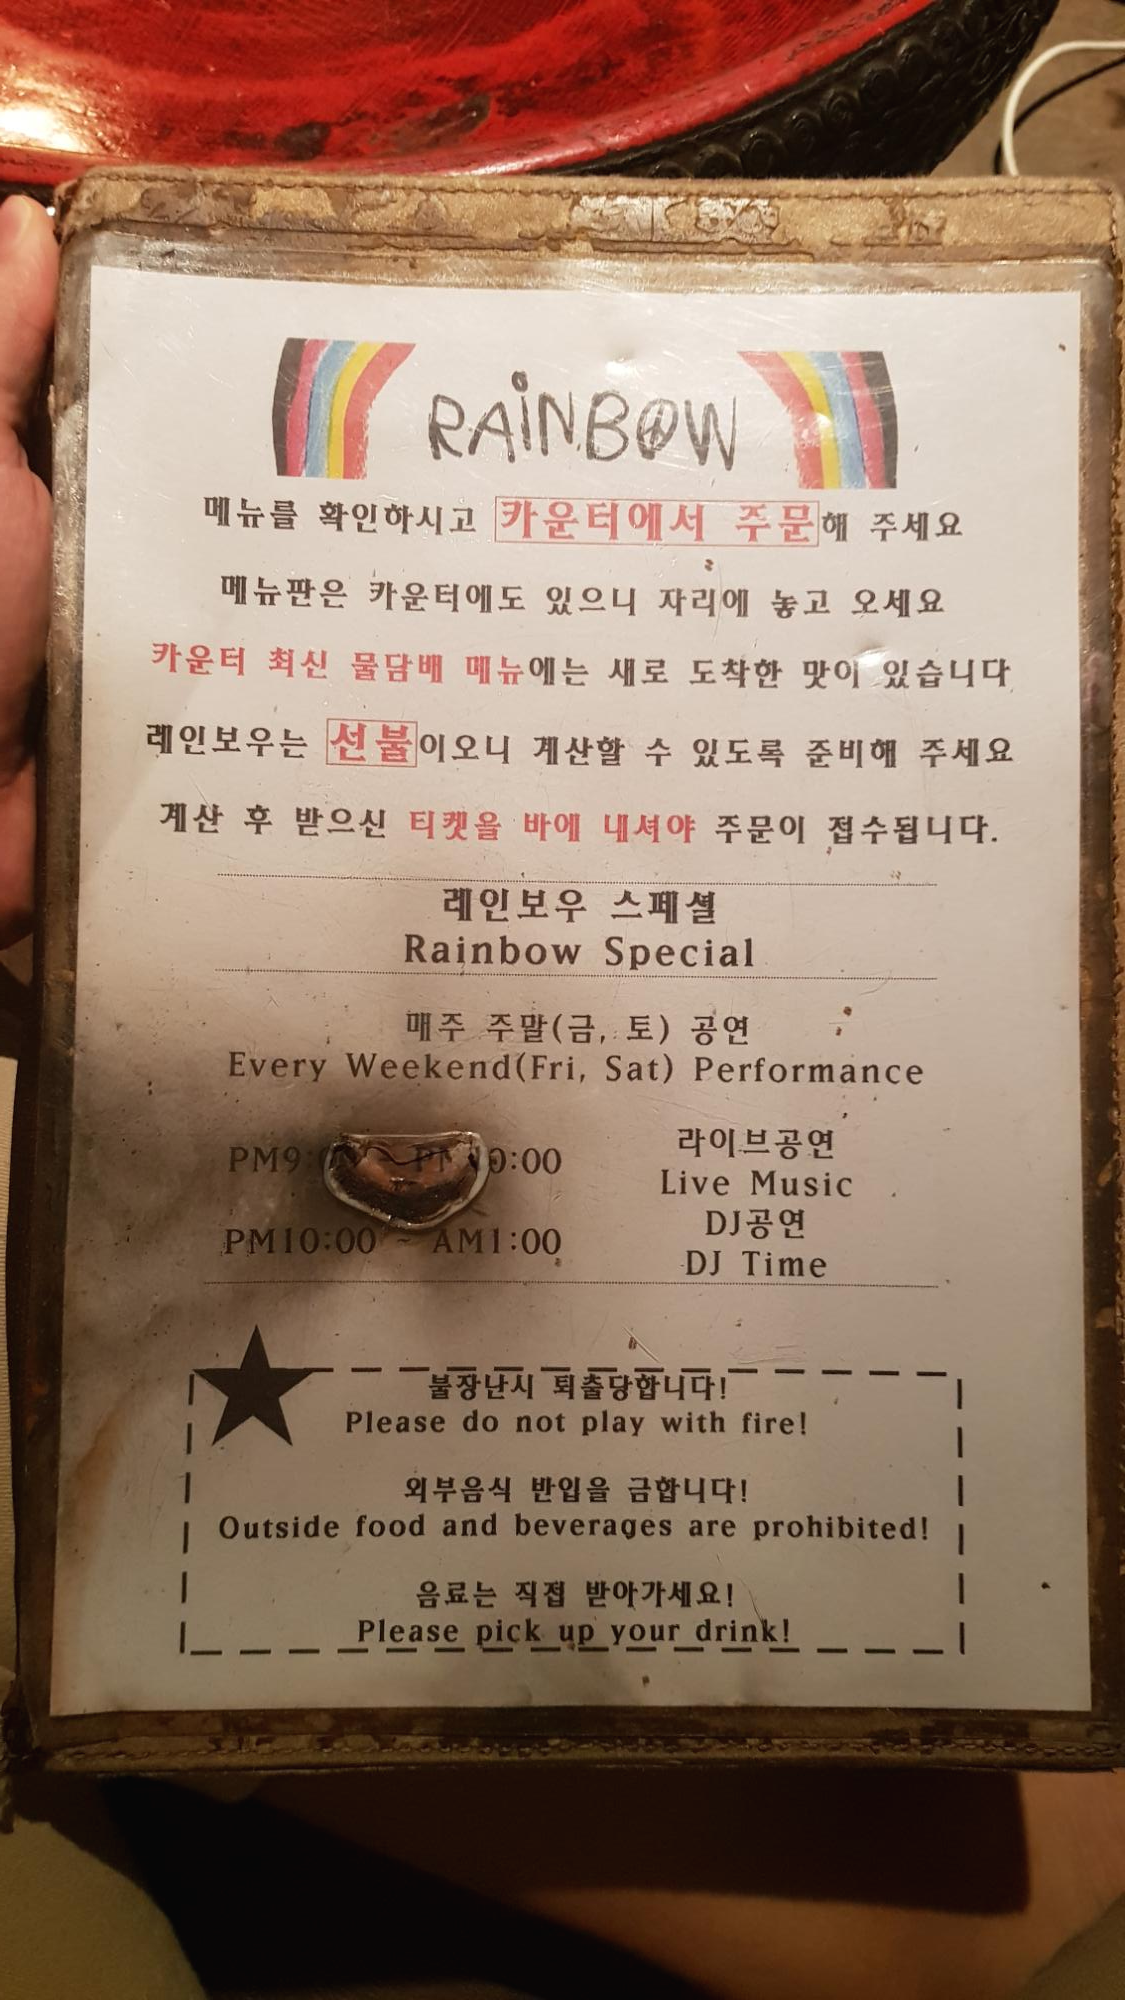 RAiNBOW
메뉴를 확인하시고 카운터에서 주문해 주세요
메뉴판은 카운터에도 있으니 자리에 놓고 오세요
카운터 최신 물담배 메뉴에는 새로 도착한 맛이 있습니다
레인보우는 선불이오니 계산할 수 있도록 준비해 주세요
계산 후 받으신 티켓을 바에 내셔야 주문이 접수됩니다.
레인보우 스페셜
Rainbow Special
매주 주말(금, 토) 공연
Every Weekend(Fri, Sat) Performance
라이브공연
Live Music
PM10:00 ~ AM1:00
DJ공연
DJ Time
불장난시 퇴출당합니다!
Please do not play with fire!
외부음식 반입을 금합니다!
Outside food and beverages are prohibited!
음료는 직접 받아가세요!
Please pick up your drink!